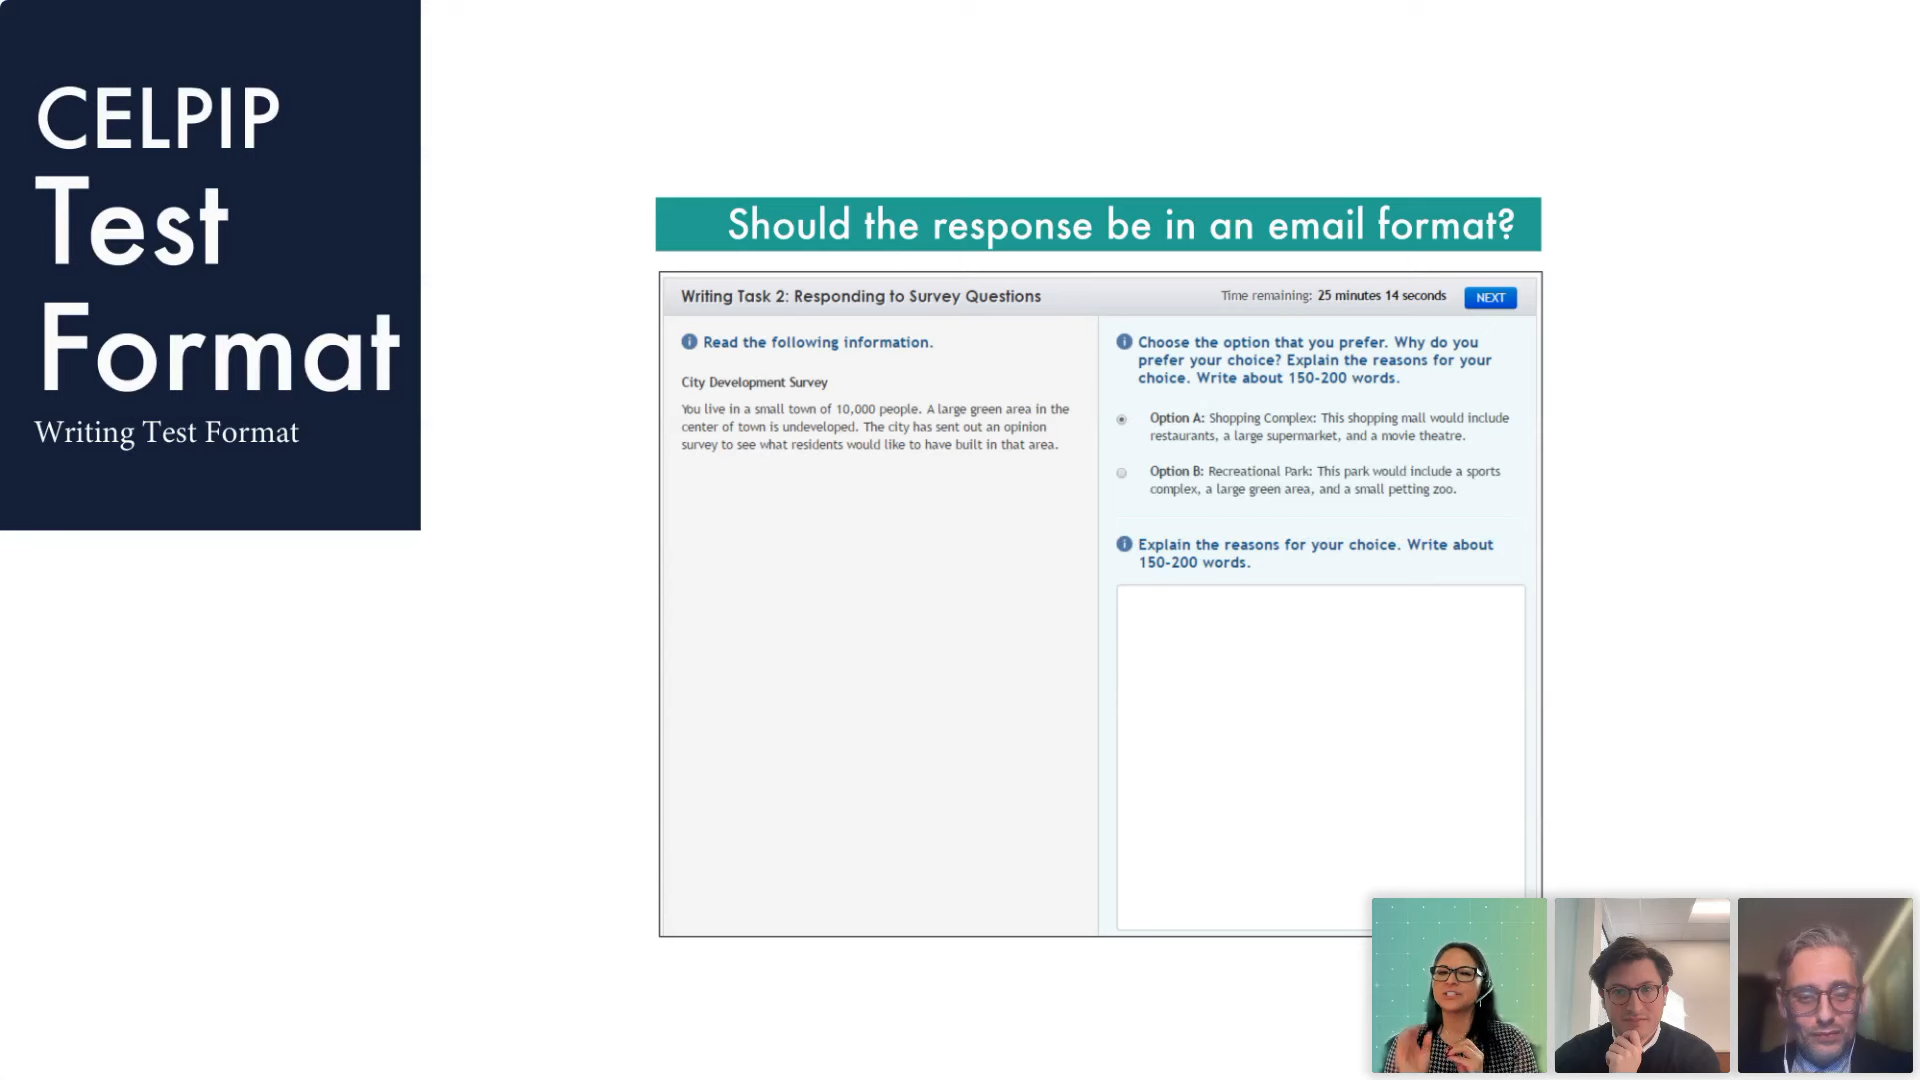 CELPIP
Test
Format
Writing Test Format
Should the response be in an email format?
Writing Task 2: Responding to Survey Questions
Time remaining: 25 minutes 14 seconds
NEXT
Read the following information.
City Development Survey
You live in a small town of 10,000 people. A large green area in the
center of town is undeveloped. The city has sent out an opinion
survey to see what residents would like to have built in that area.
Choose the option that you prefer. Why do you
prefer your choice? Explain the reasons for your
choice. Write about 150-200 words.
Option A: Shopping Complex: This shopping mall would include
restaurants, a large supermarket, and a movie theatre.
Option B: Recreational Park: This park would include a sports
complex, a large green area, and a small petting zoo.
Explain the reasons for your choice. Write about
150-200 words.